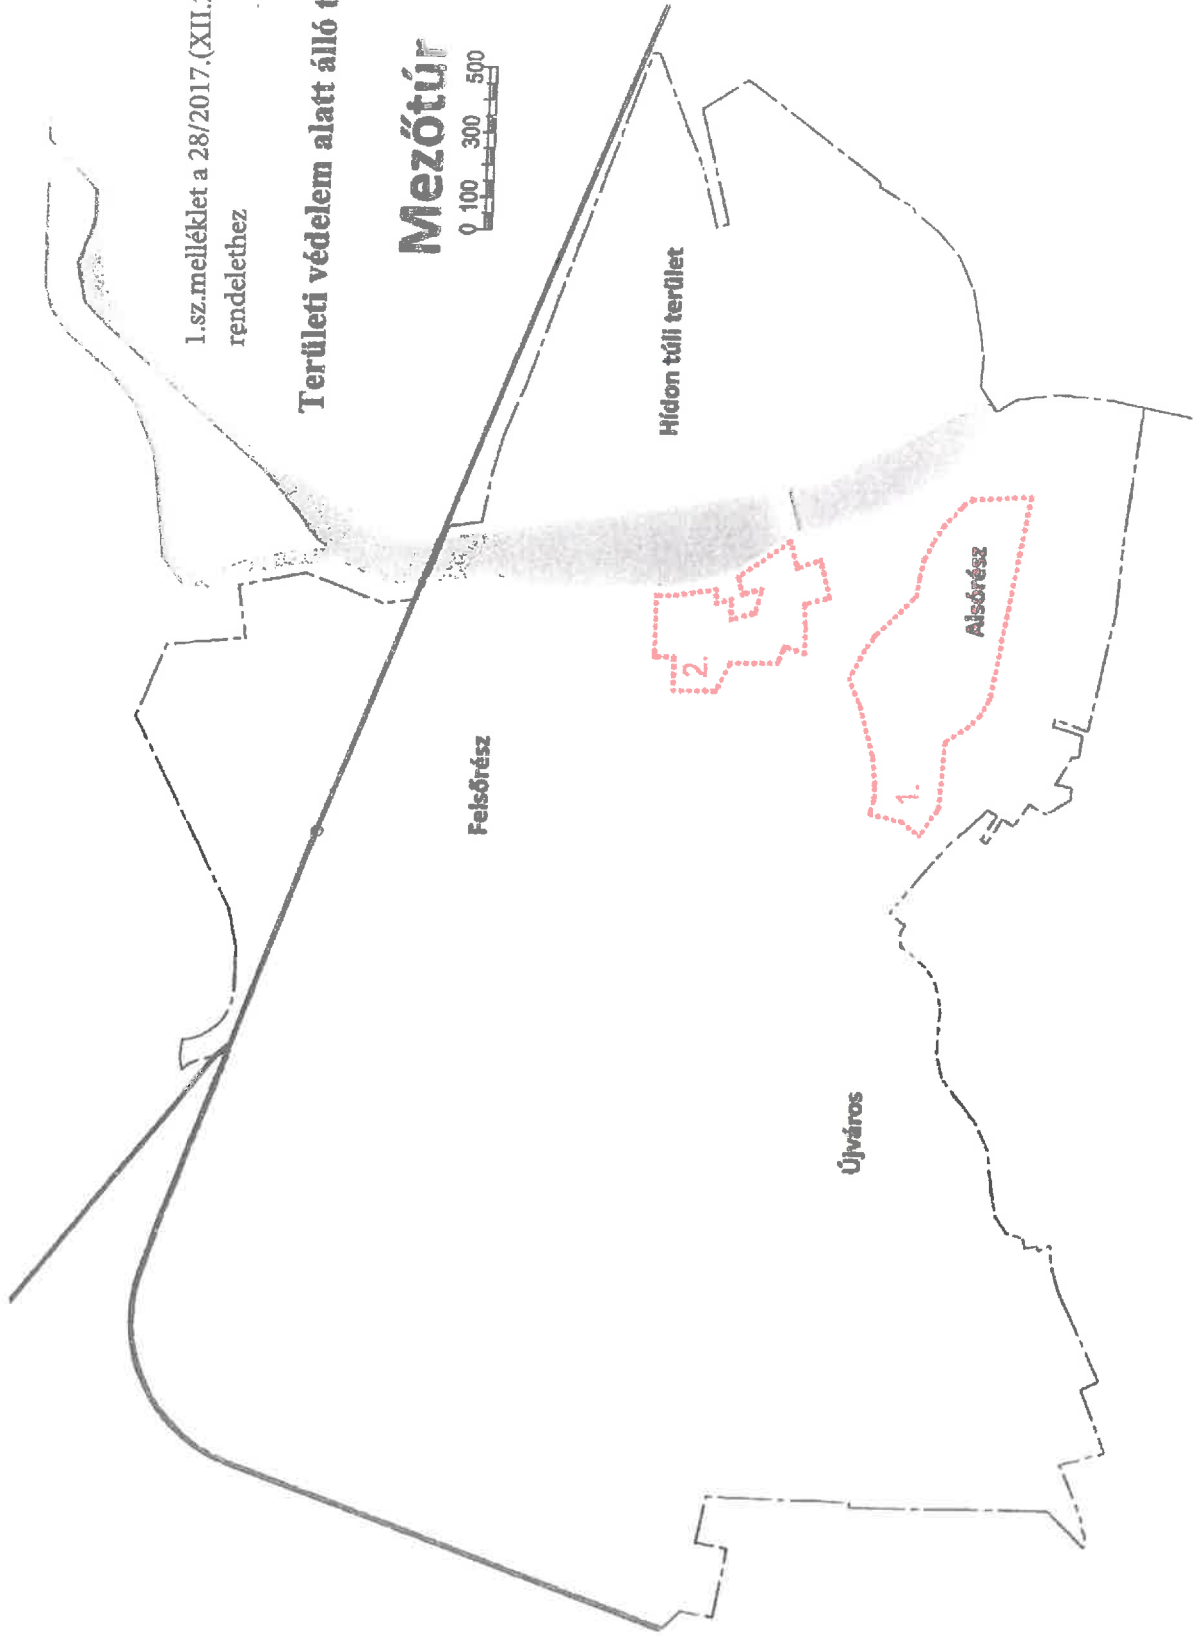 1.sz.melléklet a 28/2017.(XII.
rendelethez
Területi védelem alatt álló t
Mezőtúr
0 100 300 500
Hídon túli terület
Felsőrész
2.
Alsórész
1.
Újváros